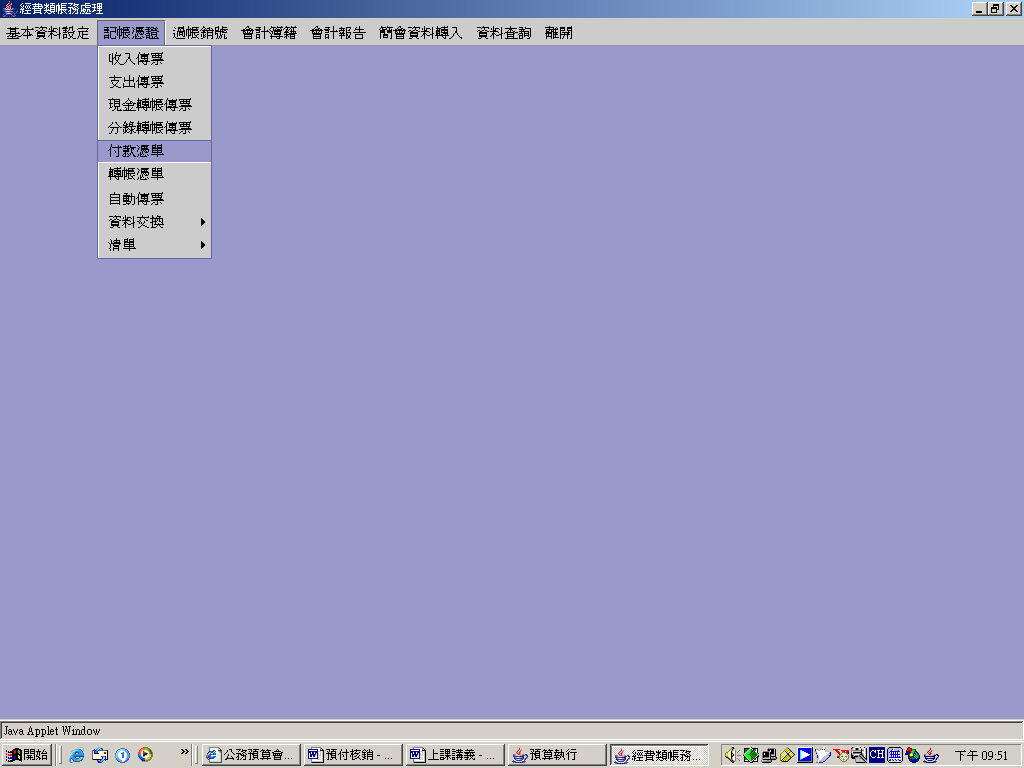 經費類帳務處理
基本資料設定 記帳憑證 過帳銷號 會計簿籍 會計報告 簡會資料轉入 資料查詢 離開
收入傳票
支出傳票
現金轉帳傳票
分錄轉帳傳票
付款憑單
轉帳憑單
自動傳票
資料交換
清單
Java Applet Window
開始 » 公務預算會... 預付核銷 - ... 上課講義 - ... 預算執行 經費類帳務... CH 下午 09:51